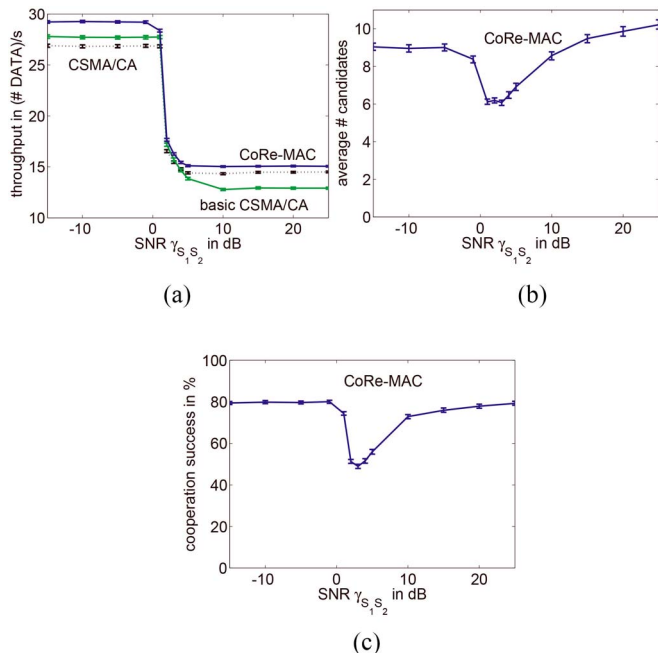 throughput in (# DATA)/s
30
25
20
15
10
-10
0
10
20
CSMA/CA
CoRe-MAC
basic CSMA/CA
SNR γS1S2 in dB
(a)
average # candidates
10
8
6
4
2
0
-10
0
10
20
CoRe-MAC
SNR γS1S2 in dB
(b)
cooperation success in %
100
80
60
40
20
0
-10
0
10
20
CoRe-MAC
SNR γS1S2 in dB
(c)